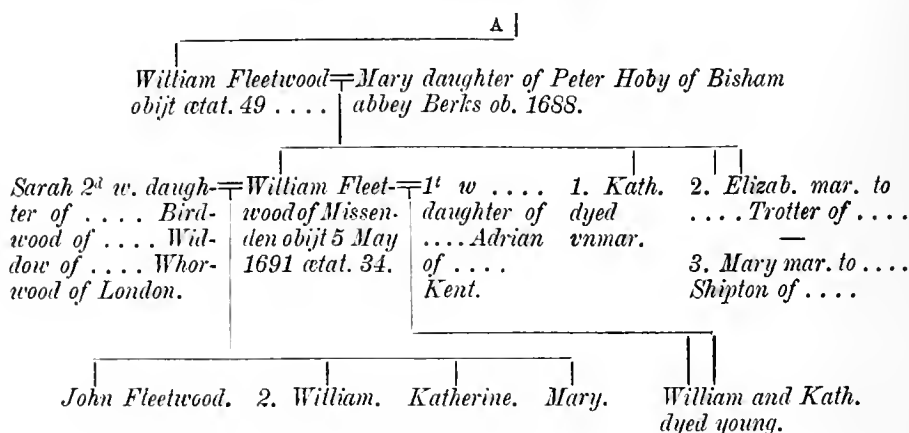 A
William Fleetwood = Mary daughter of Peter Hoby of Bisham
obijt ætat. 49 . . . . abbey Berks ob. 1688.
Sarah 2d w. daugh-
ter of . . . . Bird-
wood of . . . . Wid-
dow of . . . . Whor-
wood of London.
= William Fleet- =
wood of Missen-
den obijt 5 May
1691 ætat. 34.
1t w . . . .
daughter of
. . . . Adrian
of . . . .
Kent.
1. Kath.
dyed
vnmar.
2. Elizab. mar. to
. . . . Trotter of . . . .
—
3. Mary mar. to . . . .
Shipton of . . . .
John Fleetwood. 2. William. Katherine. Mary.
William and Kath.
dyed young.